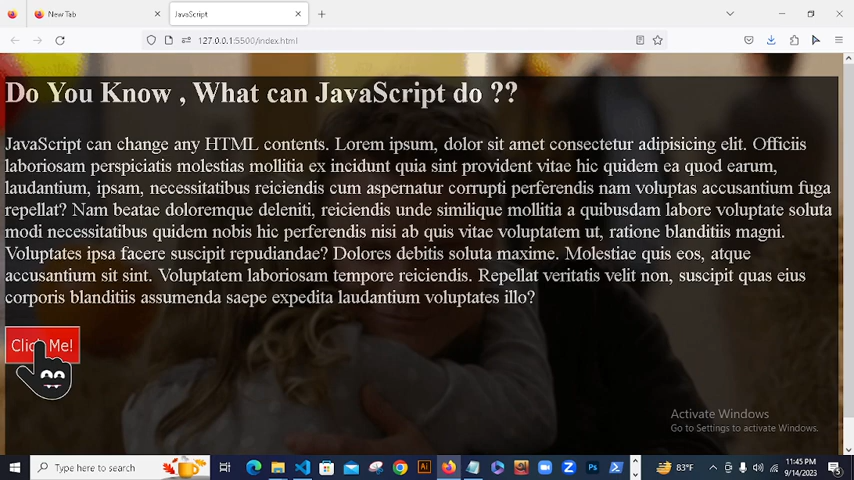 New Tab
JavaScript
127.0.0.1:5500/index.html
Do You Know , What can JavaScript do ??
JavaScript can change any HTML contents. Lorem ipsum, dolor sit amet consectetur adipisicing elit. Officiis
laboriosam perspiciatis molestias mollitia ex incidunt quia sint provident vitae hic quidem ea quod earum,
laudantium, ipsam, necessitatibus reiciendis cum aspernatur corrupti perferendis nam voluptas accusantium fuga
repellat? Nam beatae doloremque deleniti, reiciendis unde similique mollitia a quibusdam labore voluptate soluta
modi necessitatibus quidem nobis hic perferendis nisi ab quis vitae voluptatem ut, ratione blanditiis magni.
Voluptates ipsa facere suscipit repudiandae? Dolores debitis soluta maxime. Molestiae quis eos, atque
accusantium sit sint. Voluptatem laboriosam tempore reiciendis. Repellat veritatis velit non, suscipit quas eius
corporis blanditiis assumenda saepe expedita laudantium voluptates illo?
Click Me!
Activate Windows
Go to Settings to activate Windows.
Type here to search
Ai
Ps
83°F
11:45 PM
9/14/2023
5